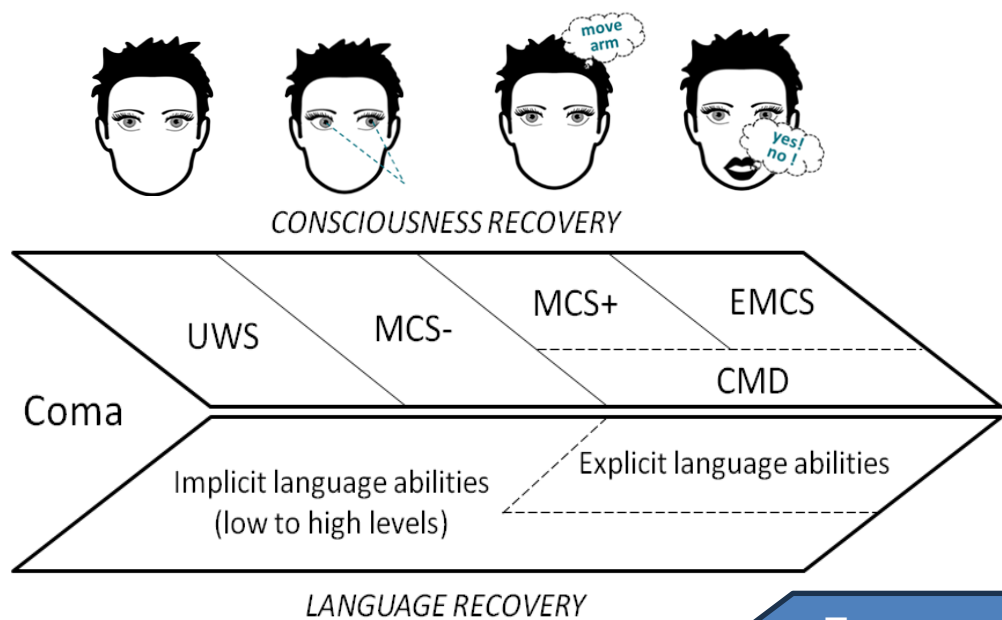 move
arm
yes!
no !
CONSCIOUSNESS RECOVERY
UWS
MCS-
MCS+
EMCS
CMD
Coma
Implicit language abilities
(low to high levels)
Explicit language abilities
LANGUAGE RECOVERY